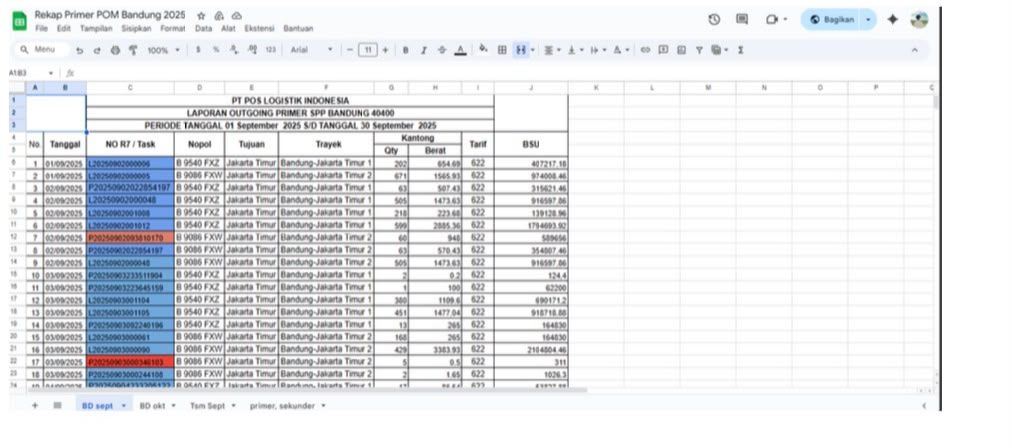 Rekap Primer POM Bandung 2025
File Edit Tampilan Sisipkan Format Data Alat Ekstensi Bantuan
Bagikan
Menu 100% $ % 123 Arial 11 B I A
A1:B3 fx
A B C D E F G H I J K L M N O P
1 PT POS LOGISTIK INDONESIA
2 LAPORAN OUTGOING PRIMER SPP BANDUNG 40400
3 PERIODE TANGGAL 01 September 2025 S/D TANGGAL 30 September 2025
No. Tanggal NO R7 / Task Nopol Tujuan Trayek Kantong Tarif BSU
Qty Berat
1 01/09/2025 L20250902000006 B 9540 FXZ Jakarta Timur Bandung-Jakarta Timur 1 202 654.69 622 407217.18
2 01/09/2025 L20250902000005 B 9086 FXW Jakarta Timur Bandung-Jakarta Timur 2 671 1565.93 622 974008.46
3 02/09/2025 P20250902022854197 B 9540 FXZ Jakarta Timur Bandung-Jakarta Timur 1 63 507.43 622 315621.46
4 02/09/2025 L20250902000048 B 9540 FXZ Jakarta Timur Bandung-Jakarta Timur 1 505 1473.63 622 916597.86
5 02/09/2025 L20250902001008 B 9540 FXZ Jakarta Timur Bandung-Jakarta Timur 1 218 223.68 622 139128.96
6 02/09/2025 L20250902001012 B 9540 FXZ Jakarta Timur Bandung-Jakarta Timur 1 599 2885.36 622 1794693.92
7 02/09/2025 P20250902093810170 B 9086 FXW Jakarta Timur Bandung-Jakarta Timur 2 60 948 622 589656
8 02/09/2025 P20250902022854197 B 9086 FXW Jakarta Timur Bandung-Jakarta Timur 2 63 570.43 622 354807.46
9 02/09/2025 L20250902000048 B 9086 FXW Jakarta Timur Bandung-Jakarta Timur 2 505 1473.63 622 916597.86
10 03/09/2025 P20250903233511904 B 9540 FXZ Jakarta Timur Bandung-Jakarta Timur 1 2 0.2 622 124.4
11 03/09/2025 P20250903223645159 B 9540 FXZ Jakarta Timur Bandung-Jakarta Timur 1 1 100 622 62200
12 03/09/2025 L20250903001104 B 9540 FXZ Jakarta Timur Bandung-Jakarta Timur 1 380 1109.6 622 690171.2
13 03/09/2025 L20250903001105 B 9540 FXZ Jakarta Timur Bandung-Jakarta Timur 1 451 1477.04 622 918718.88
14 03/09/2025 P20250903002240196 B 9540 FXZ Jakarta Timur Bandung-Jakarta Timur 1 13 265 622 164830
15 03/09/2025 L20250903000061 B 9086 FXW Jakarta Timur Bandung-Jakarta Timur 2 168 265 622 164830
16 03/09/2025 L20250903000090 B 9086 FXW Jakarta Timur Bandung-Jakarta Timur 2 429 3383.93 622 2104804.46
17 03/09/2025 P20250903000346103 B 9086 FXW Jakarta Timur Bandung-Jakarta Timur 2 5 0.5 622 311
18 03/09/2025 P20250903000244108 B 9086 FXW Jakarta Timur Bandung-Jakarta Timur 2 2 1.65 622 1026.3
BD sept BD okt Tsm Sept primer, sekunder